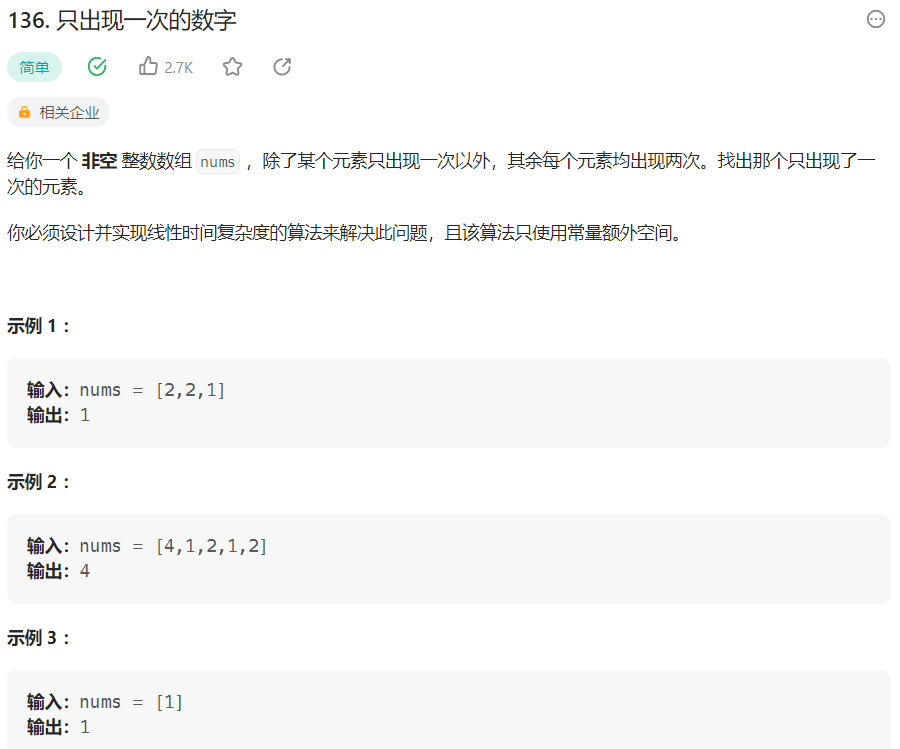 136. 只出现一次的数字
简单 2.7K
相关企业
给你一个 非空 整数数组 nums ，除了某个元素只出现一次以外，其余每个元素均出现两次。找出那个只出现了一
次的元素。
你必须设计并实现线性时间复杂度的算法来解决此问题，且该算法只使用常量额外空间。
示例 1 ：
输入：nums = [2,2,1]
输出：1
示例 2 ：
输入：nums = [4,1,2,1,2]
输出：4
示例 3 ：
输入：nums = [1]
输出：1